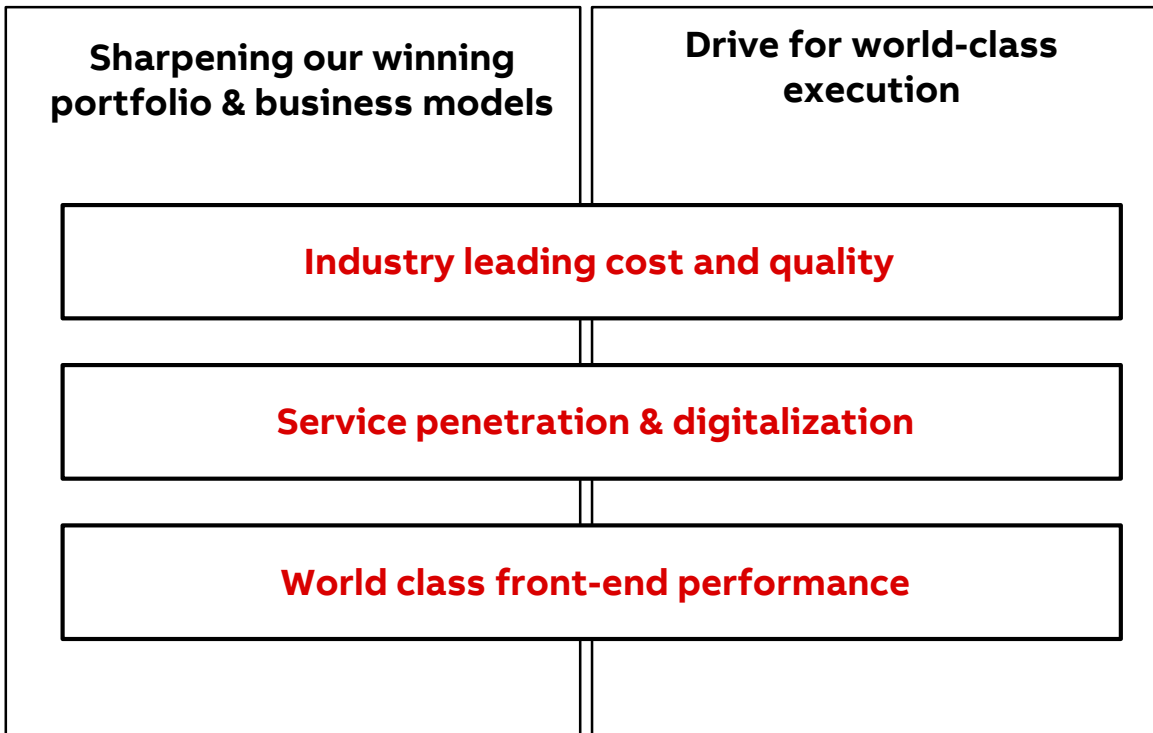 Sharpening our winning
portfolio & business models
Drive for world-class
execution
Industry leading cost and quality
Service penetration & digitalization
World class front-end performance